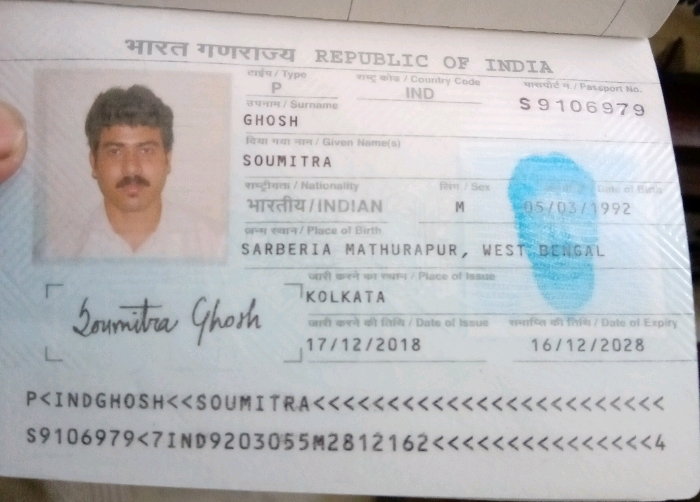 भारत गणराज्य REPUBLIC OF INDIA
टाईप / Type राष्ट्र कोड / Country Code पासपोर्ट नं. / Passport No.
P IND S9106979
उपनाम / Surname
GHOSH
दिया गया नाम / Given Name(s)
SOUMITRA
राष्ट्रीयता / Nationality लिंग / Sex Date of Birth
भारतीय/INDIAN M 05/03/1992
जन्म स्थान / Place of Birth
SARBERIA MATHURAPUR, WEST BENGAL
जारी करने का स्थान / Place of Issue
KOLKATA
Soumitra Ghosh
जारी करने की तिथि / Date of Issue समाप्ति की तिथि / Date of Expiry
17/12/2018 16/12/2028
P<INDGHOSH<<SOUMITRA<<<<<<<<<<<<<<<<<<<<<<<<
S9106979<7IND9203055M2812162<<<<<<<<<<<<<<<4